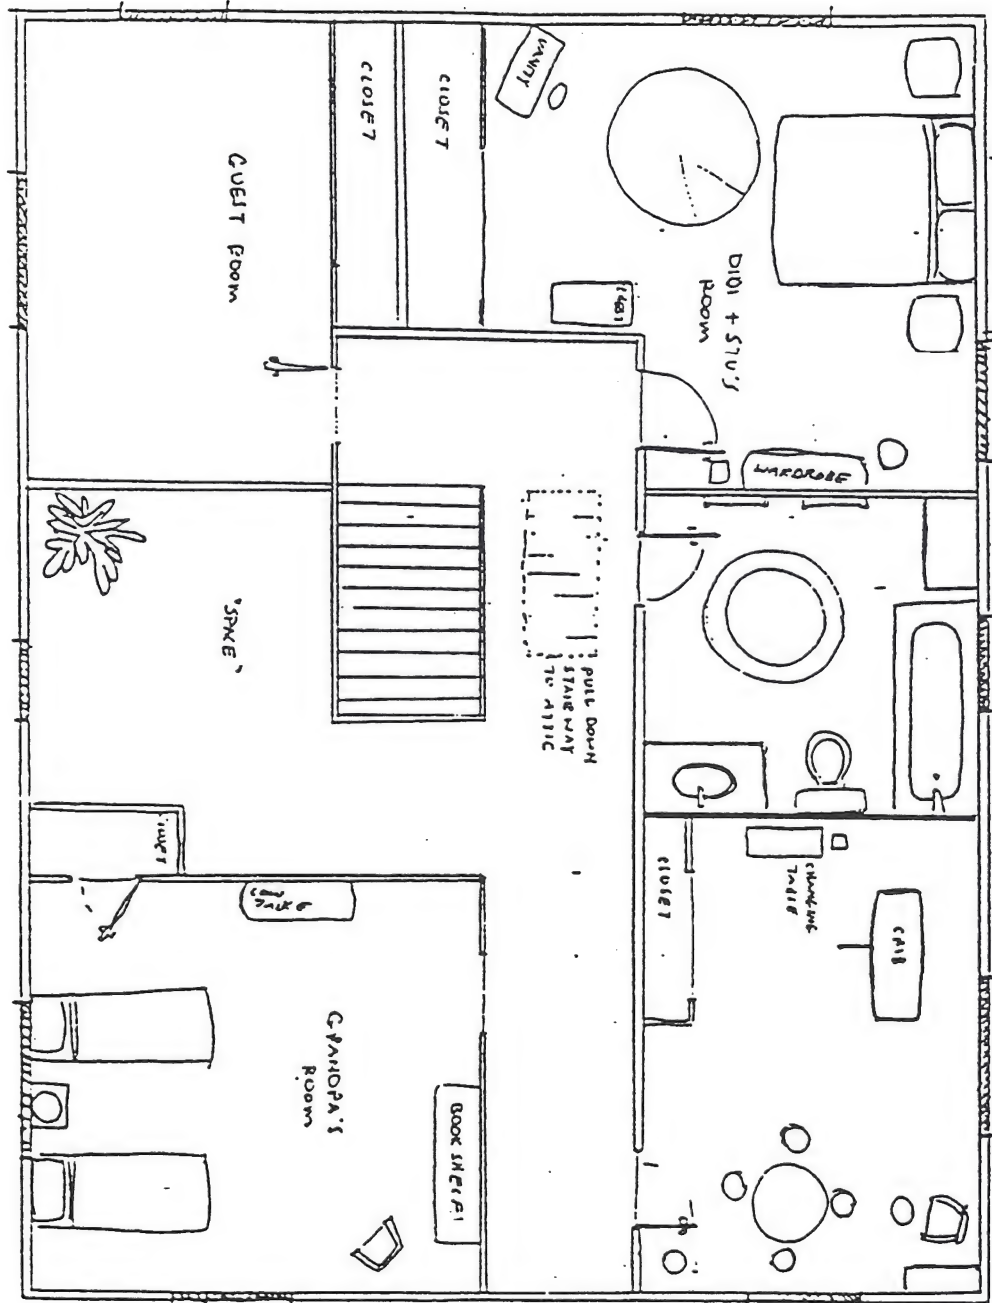 CRIB
WARDROBE
CHANGING
TABLE
DIDI + STU'S
ROOM
CLOSET
CHEST
PULL DOWN
STAIRWAY
TO ATTIC
VANITY
BOOK SHELF
CLOSET
CLOSET
GRANDPA'S
ROOM
GUEST ROOM
"SPACE"